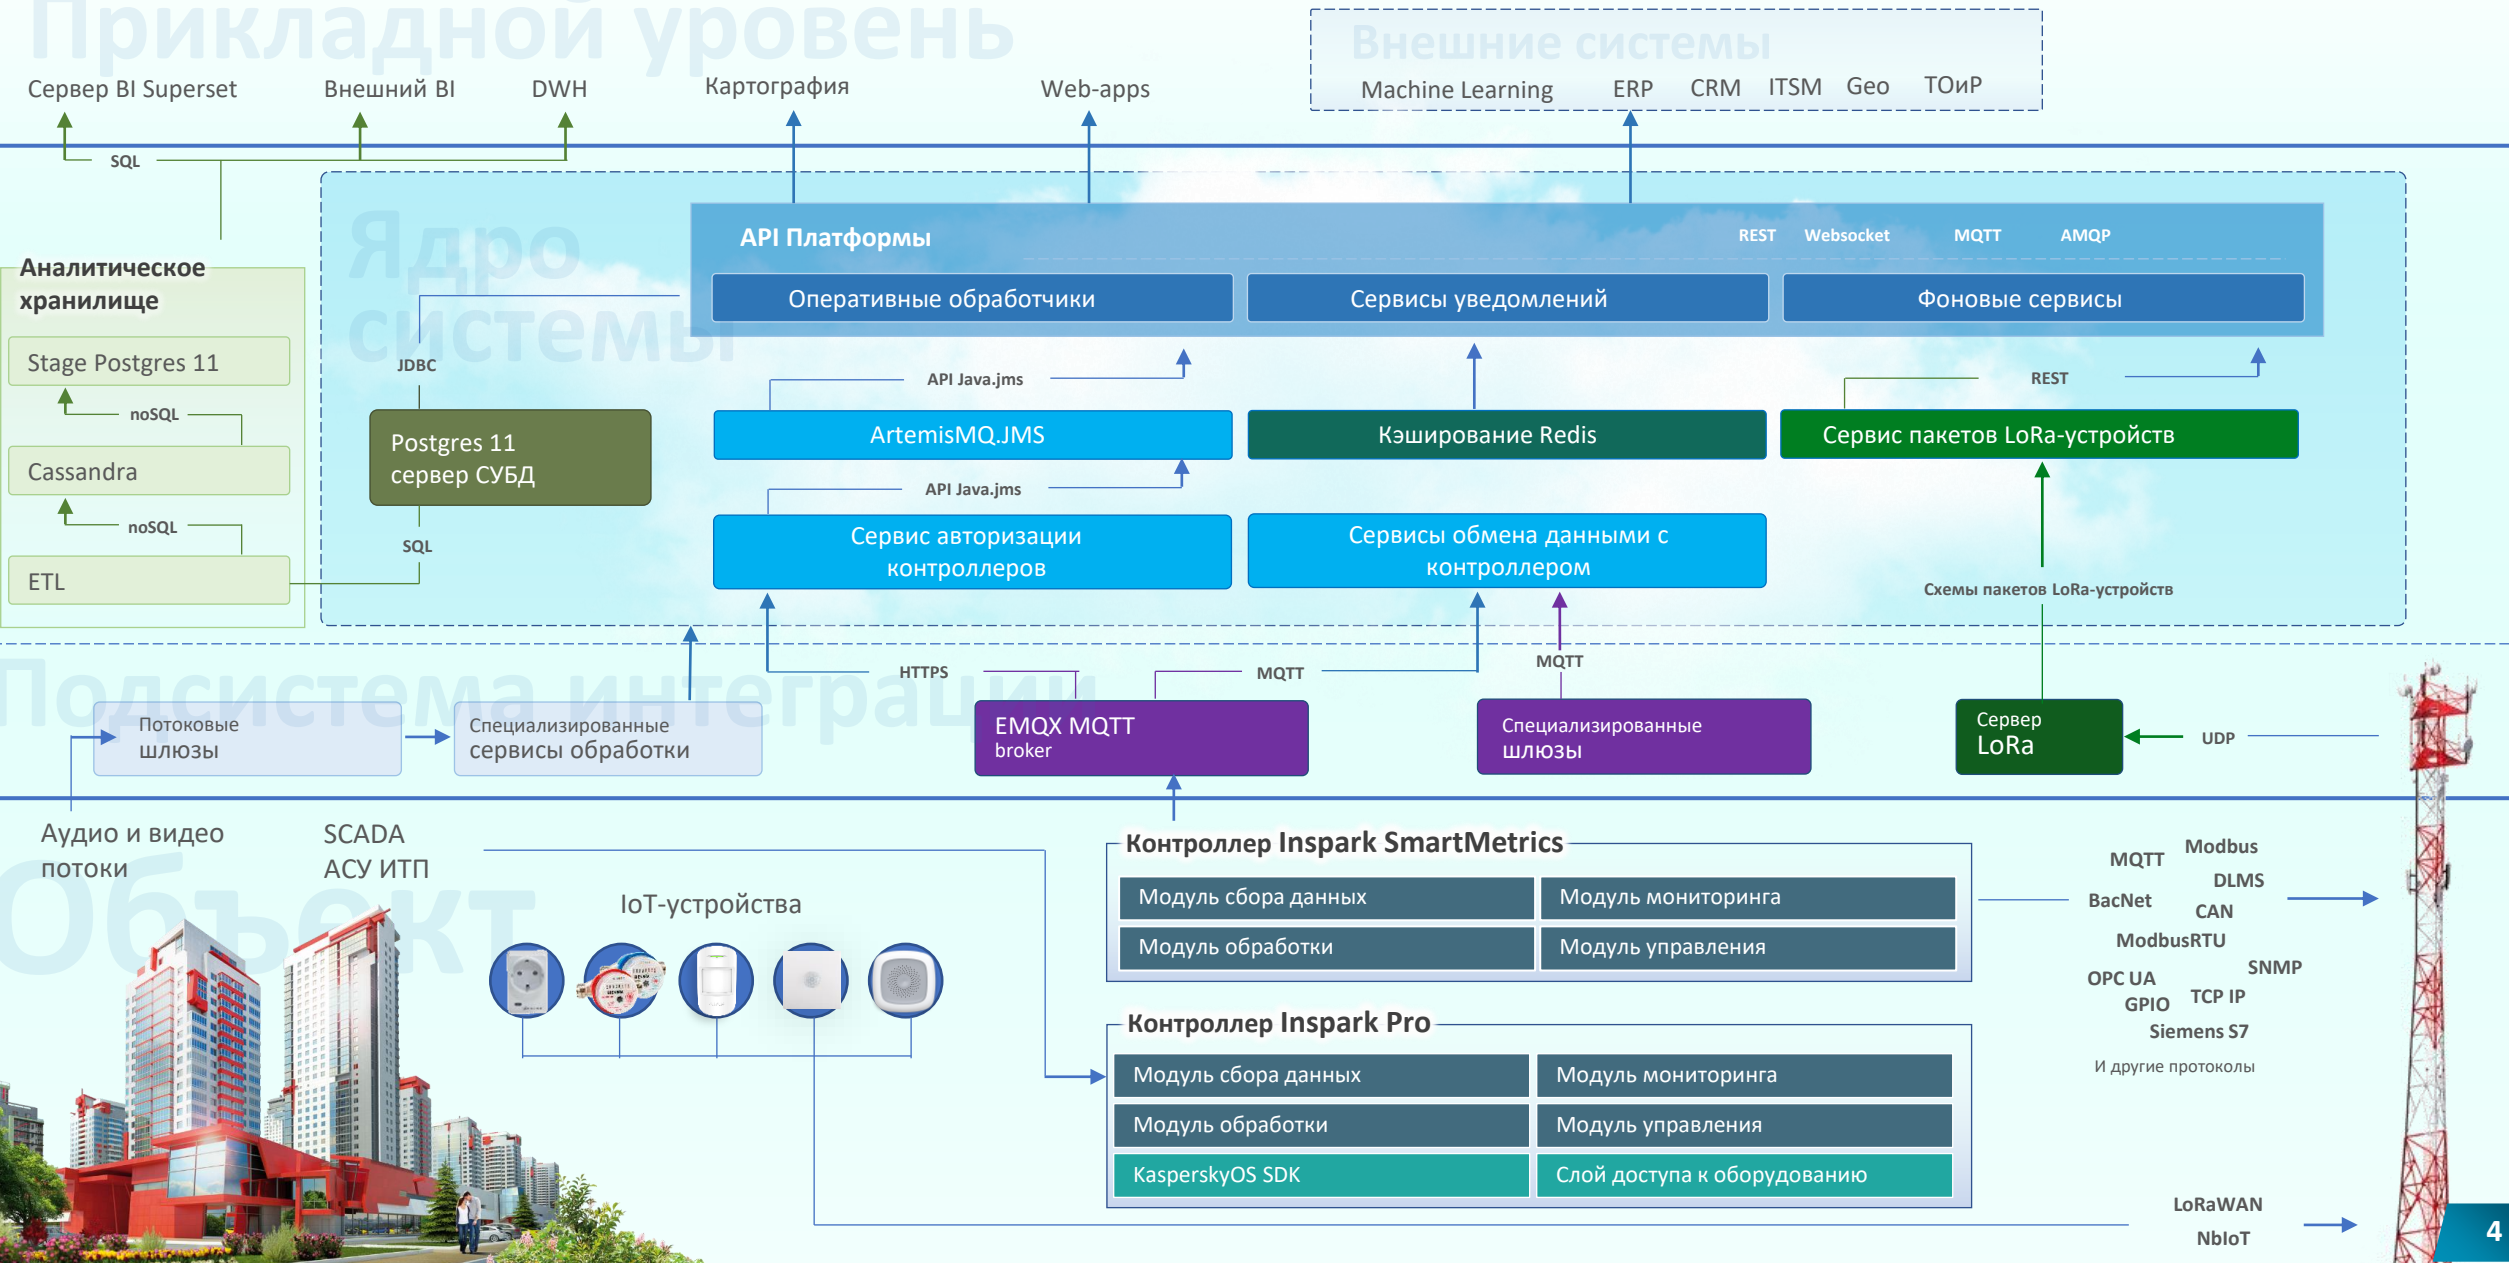 Прикладной уровень
Внешние системы
Сервер BI Superset
Внешний BI
DWH
Картография
Web-apps
Machine Learning
ERP
CRM
ITSM
Geo
ТОиР
SQL
Ядро
системы
API Платформы
REST
Websocket
MQTT
AMQP
Оперативные обработчики
Сервисы уведомлений
Фоновые сервисы
Аналитическое
хранилище
Stage Postgres 11
noSQL
Cassandra
noSQL
ETL
JDBC
Postgres 11
сервер СУБД
SQL
API Java.jms
REST
ArtemisMQ.JMS
Кэширование Redis
Сервис пакетов LoRa-устройств
API Java.jms
Сервис авторизации
контроллеров
Сервисы обмена данными с
контроллером
Схемы пакетов LoRa-устройств
Подсистема интеграции
HTTPS
MQTT
MQTT
Потоковые
шлюзы
Специализированные
сервисы обработки
EMQX MQTT
broker
Специализированные
шлюзы
Сервер
LoRa
UDP
Объект
Аудио и видео
потоки
SCADA
АСУ ИТП
IoT-устройства
Контроллер Inspark SmartMetrics
Модуль сбора данных
Модуль мониторинга
Модуль обработки
Модуль управления
Контроллер Inspark Pro
Модуль сбора данных
Модуль мониторинга
Модуль обработки
Модуль управления
KasperskyOS SDK
Слой доступа к оборудованию
MQTT
Modbus
DLMS
BacNet
CAN
ModbusRTU
SNMP
OPC UA
TCP IP
GPIO
Siemens S7
И другие протоколы
LoRaWAN
NbIoT
4